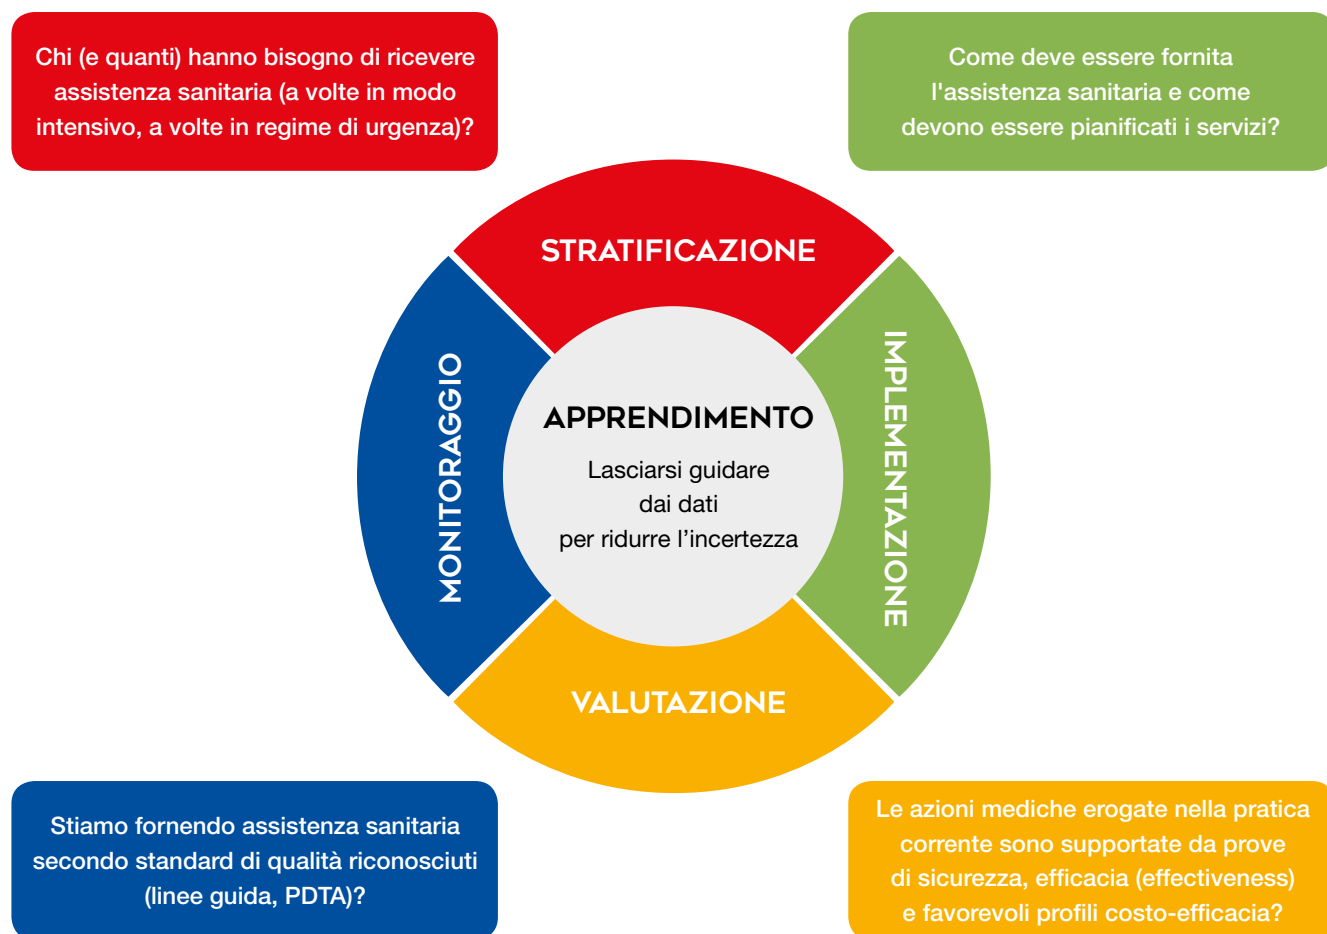 Chi (e quanti) hanno bisogno di ricevere
assistenza sanitaria (a volte in modo
intensivo, a volte in regime di urgenza)?
Come deve essere fornita
l'assistenza sanitaria e come
devono essere pianificati i servizi?
STRATIFICAZIONE
MONITORAGGIO
APPRENDIMENTO
Lasciarsi guidare
dai dati
per ridurre l’incertezza
IMPLEMENTAZIONE
VALUTAZIONE
Stiamo fornendo assistenza sanitaria
secondo standard di qualità riconosciuti
(linee guida, PDTA)?
Le azioni mediche erogate nella pratica
corrente sono supportate da prove
di sicurezza, efficacia (effectiveness)
e favorevoli profili costo-efficacia?